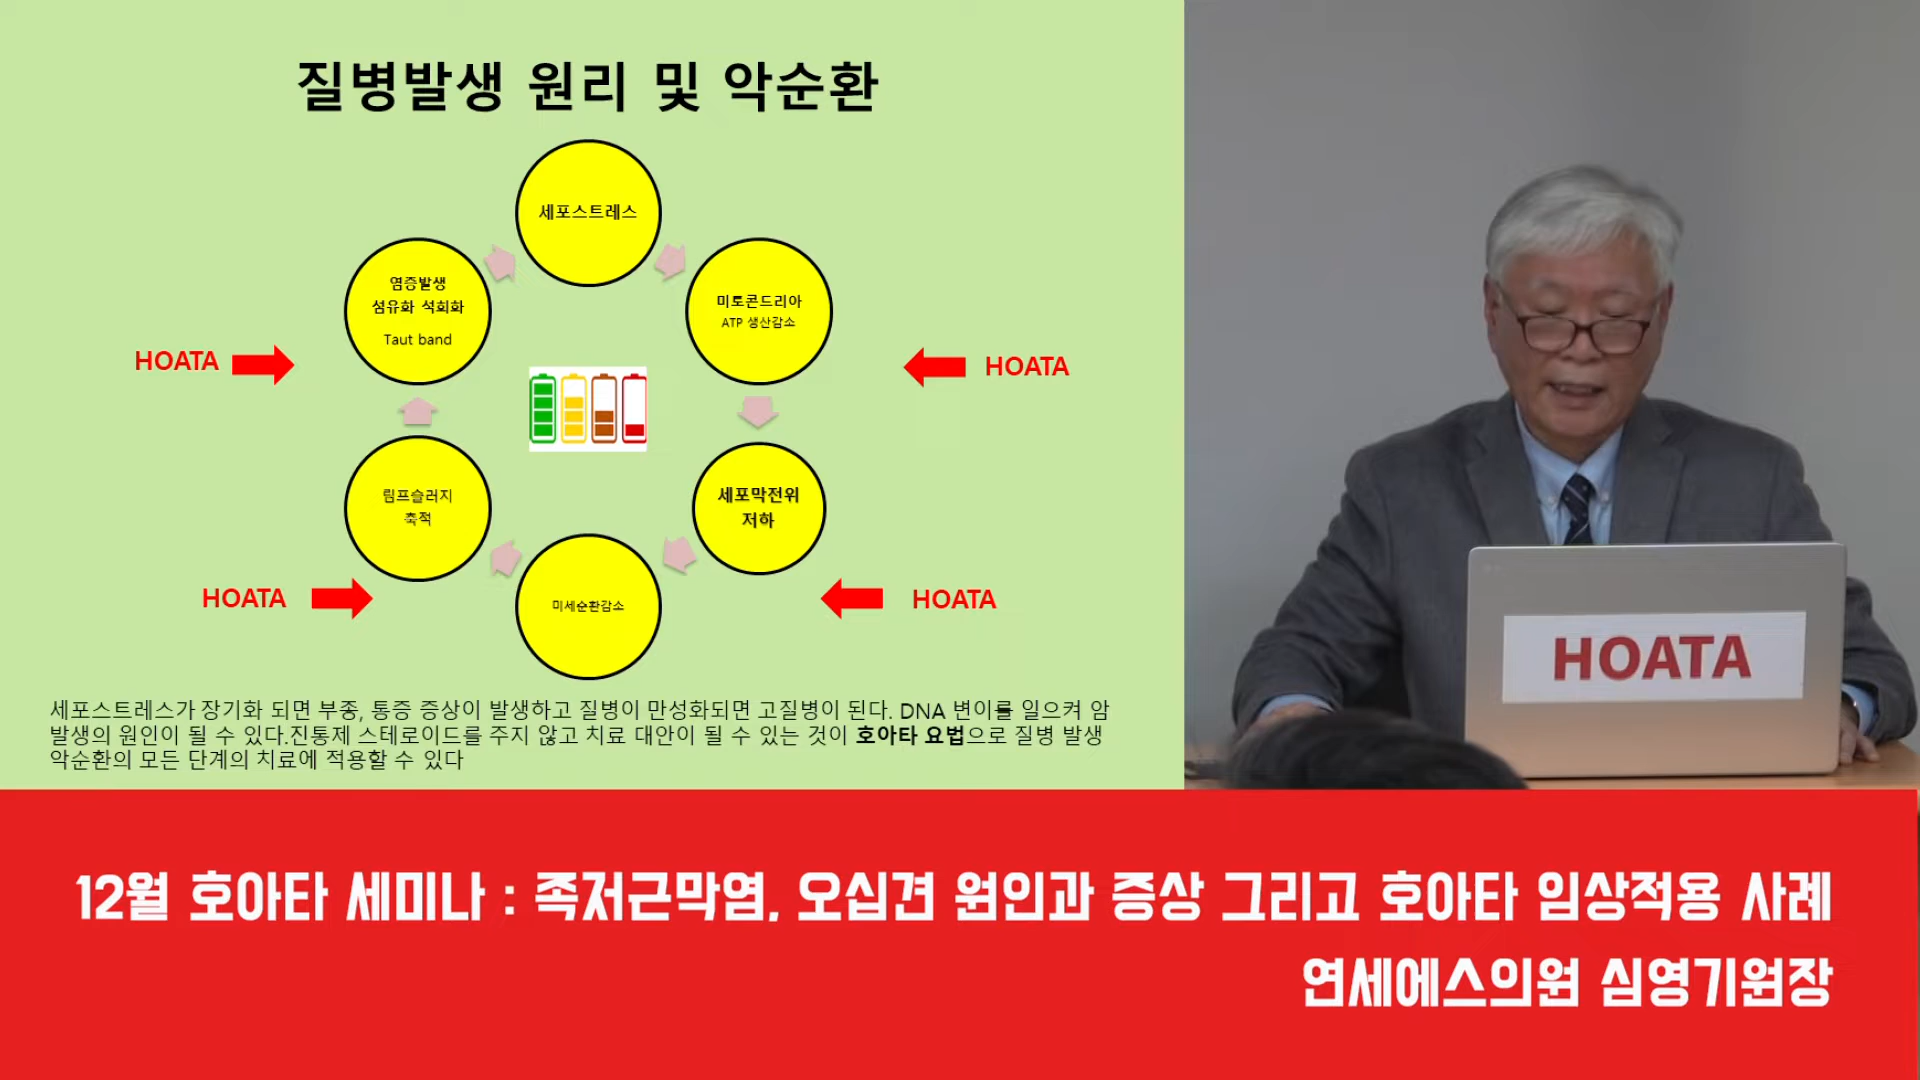 질병발생 원리 및 악순환
세포스트레스
미토콘드리아
ATP 생산감소
세포막전위
저하
미세순환감소
림프슬러지
축적
염증발생
섬유화 석회화
Taut band
HOATA
HOATA
HOATA
HOATA
세포스트레스가 장기화 되면 부종, 통증 증상이 발생하고 질병이 만성화되면 고질병이 된다. DNA 변이를 일으켜 암
발생의 원인이 될 수 있다.진통제 스테로이드를 주지 않고 치료 대안이 될 수 있는 것이 호아타 요법으로 질병 발생
악순환의 모든 단계의 치료에 적용할 수 있다
HOATA
12월 호아타 세미나 : 족저근막염, 오십견 원인과 증상 그리고 호아타 임상적용 사례
연세에스의원 심영기원장